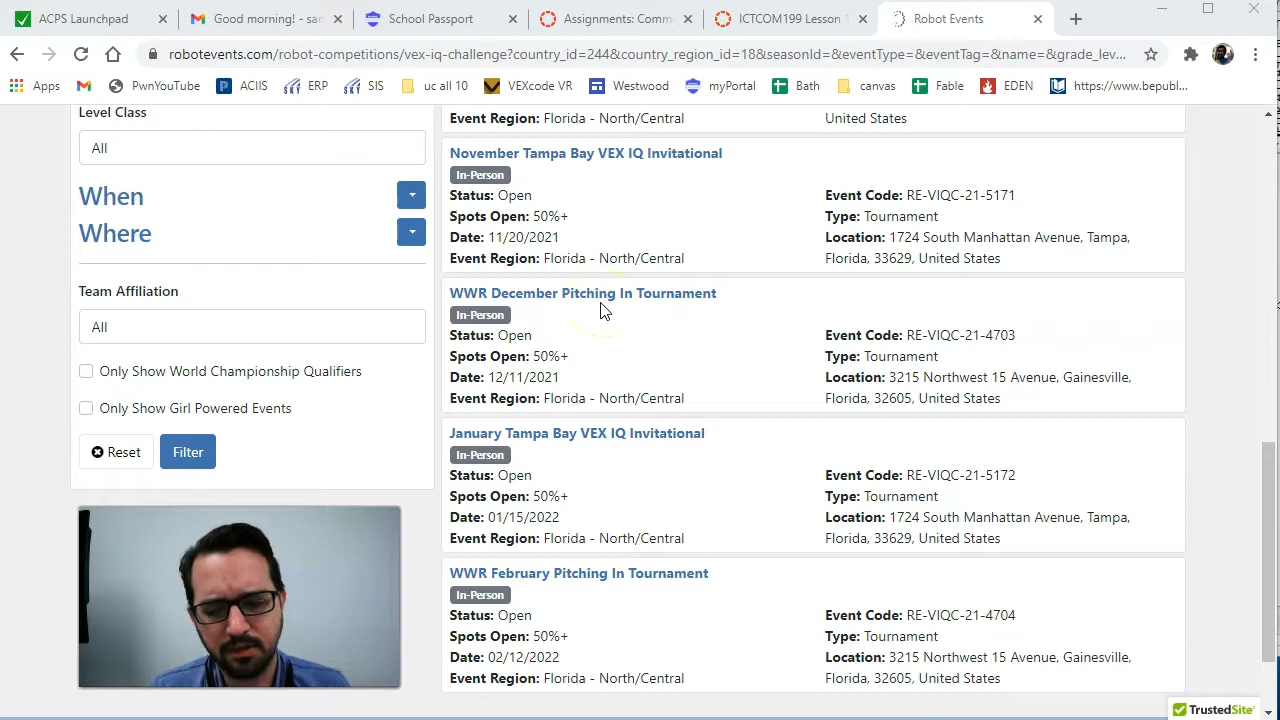 ACPS Launchpad
Good morning! - san
School Passport
Assignments: Comm
ICTCOM199 Lesson 1
Robot Events
robotevents.com/robot-competitions/vex-iq-challenge?country_id=244&country_region_id=18&seasonId=&eventType=&eventTag=&name=&grade_lev...
Apps
PwnYouTube
ACIIS
ERP
SIS
ruc all 10
VEXcode VR
Westwood
myPortal
Bath
canvas
Fable
EDEN
https://www.bepubl...
Level Class
All
When
Where
Team Affiliation
All
Only Show World Championship Qualifiers
Only Show Girl Powered Events
Reset
Filter
Event Region: Florida - North/Central
United States
November Tampa Bay VEX IQ Invitational
In-Person
Status: Open
Event Code: RE-VIQC-21-5171
Spots Open: 50%+
Type: Tournament
Date: 11/20/2021
Location: 1724 South Manhattan Avenue, Tampa,
Event Region: Florida - North/Central
Florida, 33629, United States
WWR December Pitching In Tournament
In-Person
Status: Open
Event Code: RE-VIQC-21-4703
Spots Open: 50%+
Type: Tournament
Date: 12/11/2021
Location: 3215 Northwest 15 Avenue, Gainesville,
Event Region: Florida - North/Central
Florida, 32605, United States
January Tampa Bay VEX IQ Invitational
In-Person
Status: Open
Event Code: RE-VIQC-21-5172
Spots Open: 50%+
Type: Tournament
Date: 01/15/2022
Location: 1724 South Manhattan Avenue, Tampa,
Event Region: Florida - North/Central
Florida, 33629, United States
WWR February Pitching In Tournament
In-Person
Status: Open
Event Code: RE-VIQC-21-4704
Spots Open: 50%+
Type: Tournament
Date: 02/12/2022
Location: 3215 Northwest 15 Avenue, Gainesville,
Event Region: Florida - North/Central
Florida, 32605, United States
TrustedSite